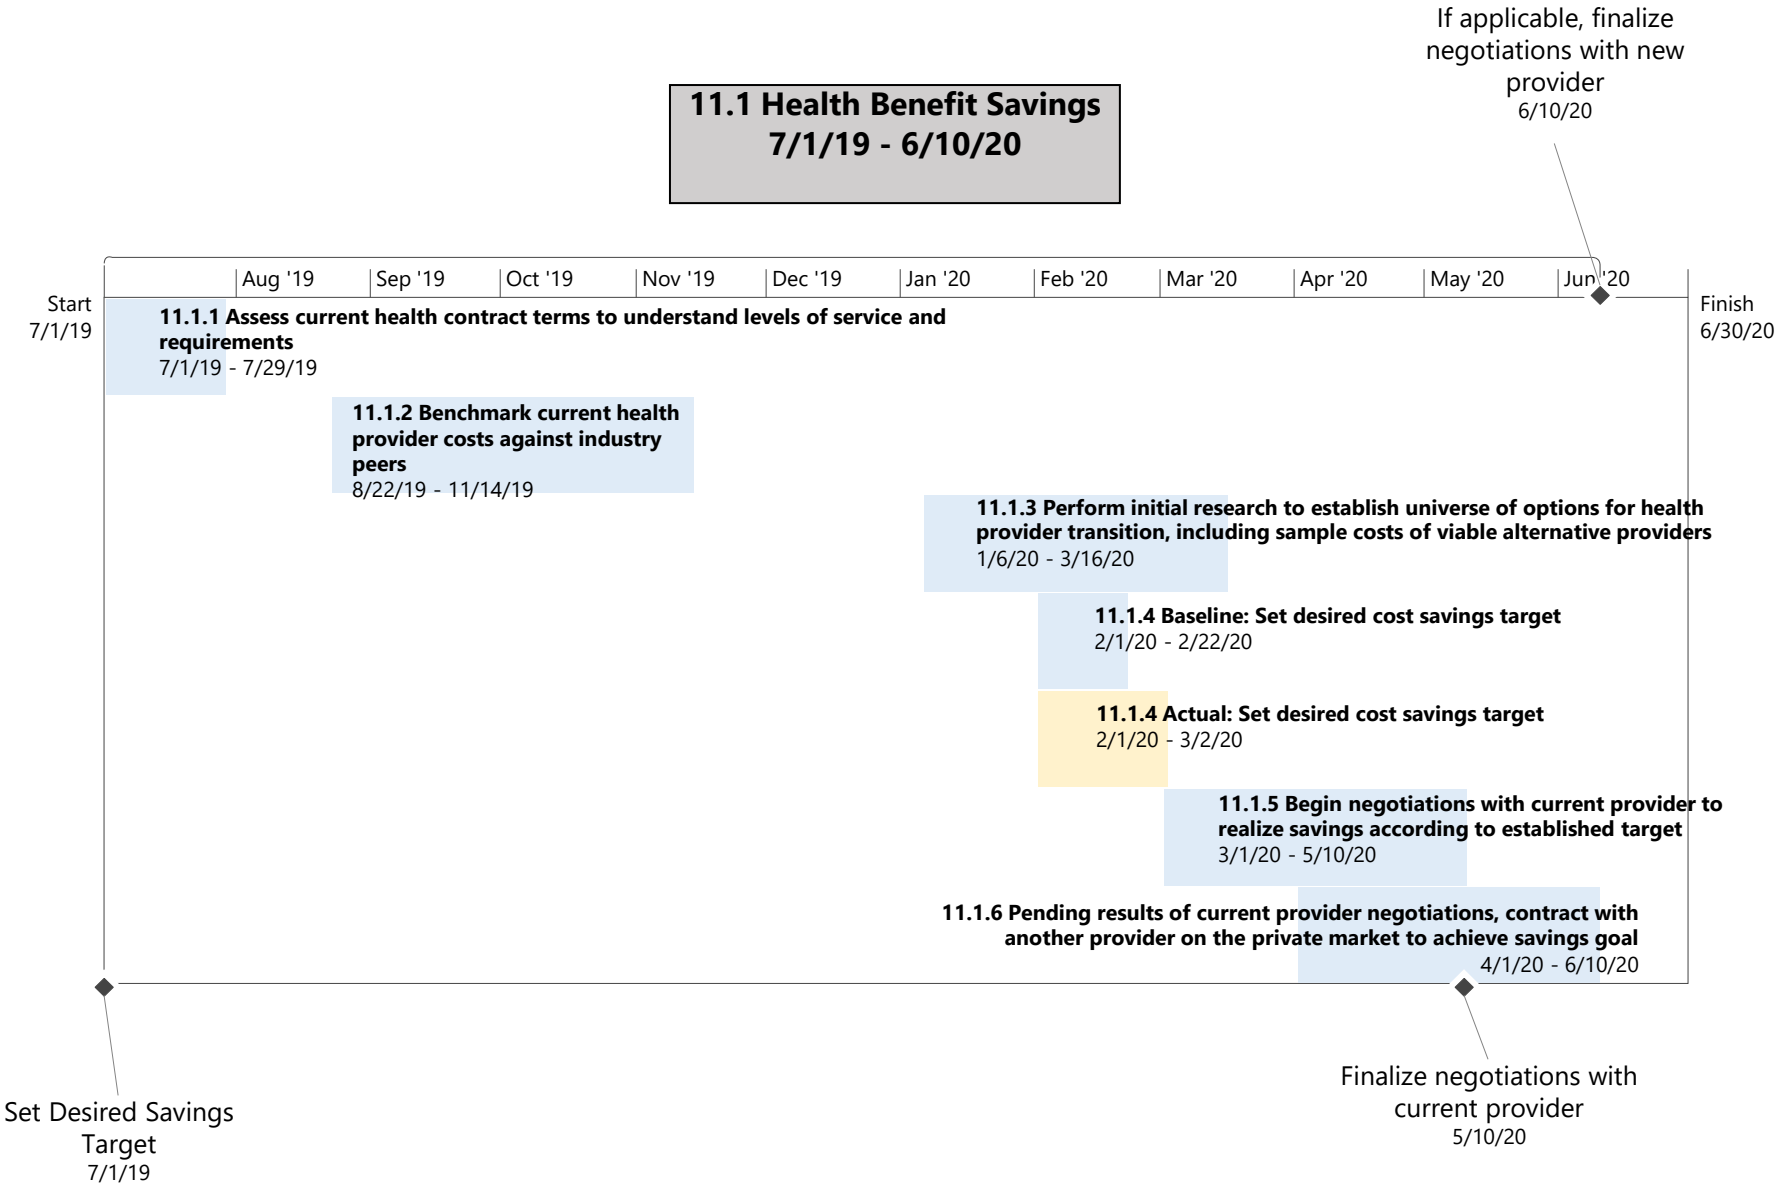 If applicable, finalize
negotiations with new
provider
6/10/20
11.1 Health Benefit Savings
7/1/19 - 6/10/20
Aug '19
Sep '19
Oct '19
Nov '19
Dec '19
Jan '20
Feb '20
Mar '20
Apr '20
May '20
Jun '20
Start
7/1/19
Finish
6/30/20
11.1.1 Assess current health contract terms to understand levels of service and
requirements
7/1/19 - 7/29/19
11.1.2 Benchmark current health
provider costs against industry
peers
8/22/19 - 11/14/19
11.1.3 Perform initial research to establish universe of options for health
provider transition, including sample costs of viable alternative providers
1/6/20 - 3/16/20
11.1.4 Baseline: Set desired cost savings target
2/1/20 - 2/22/20
11.1.4 Actual: Set desired cost savings target
2/1/20 - 3/2/20
11.1.5 Begin negotiations with current provider to
realize savings according to established target
3/1/20 - 5/10/20
11.1.6 Pending results of current provider negotiations, contract with
another provider on the private market to achieve savings goal
4/1/20 - 6/10/20
Finalize negotiations with
current provider
5/10/20
Set Desired Savings
Target
7/1/19